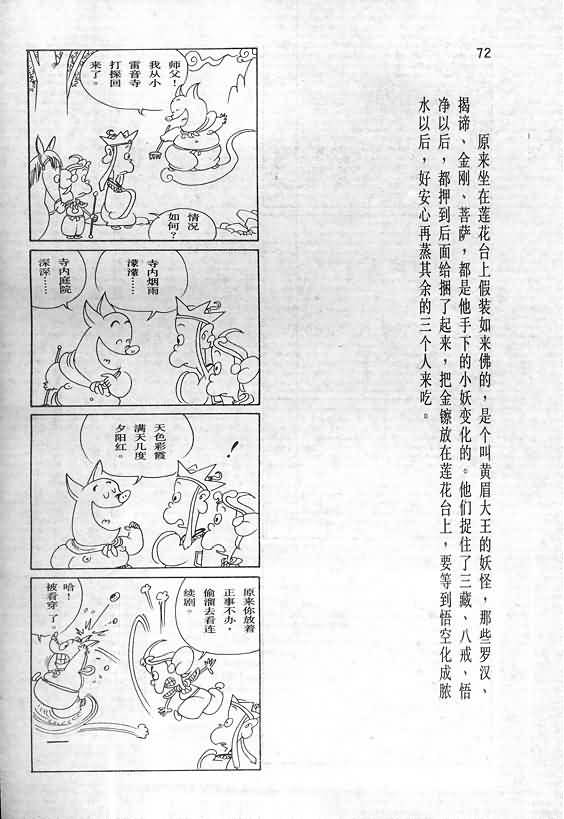 72
原来坐在莲花台上假装如来佛的，是个叫黄眉大王的妖怪，那些罗汉、
揭谛、金刚、菩萨，都是他手下的小妖变化的。他们捉住了三藏、八戒，悟
净以后，都押到后面给捆了起来，把金镲放在莲花台上，要等到悟空化成脓
水以后，好安心再蒸其余的三个人来吃。
师父！
我从小
雷音寺
打探回
来了。
情况
如何？
寺内烟雨
濛濛……
寺内庭院
深深……
天色彩霞
满天几度
夕阳红。
！
原来你放着
正事不办，
偷溜去看连
续剧。
哈！
被看穿了。